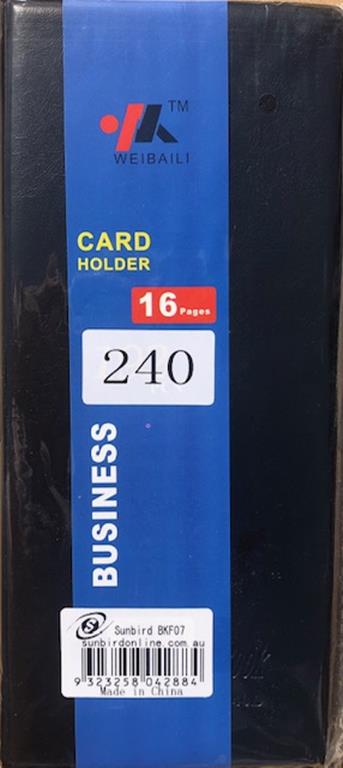 TM
WEIBAILI
CARD
HOLDER
16 Pages
240
BUSINESS
Sunbird BKF07
sunbirdonline.com.au
9 323258 042884
Made in China